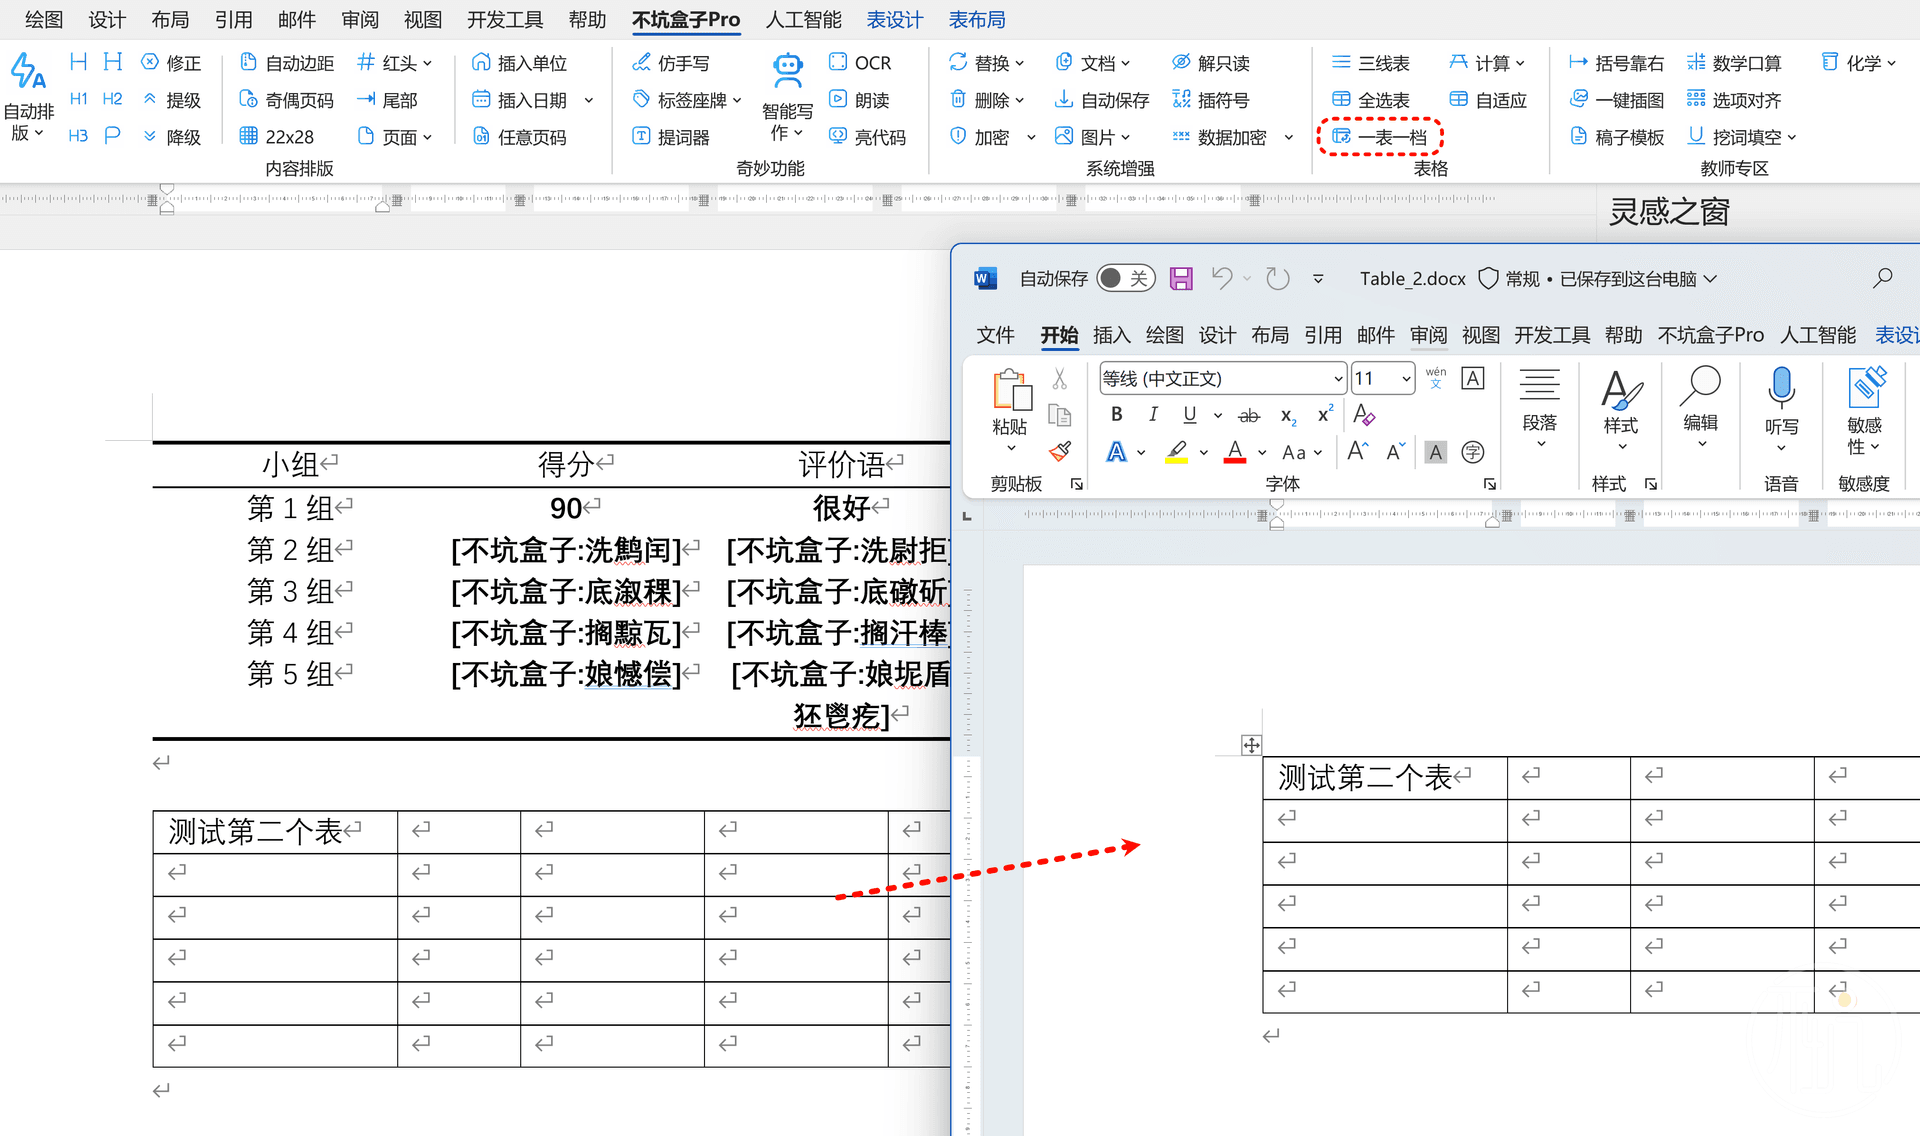 绘图 设计 布局 引用 邮件 审阅 视图 开发工具 帮助 不坑盒子Pro 人工智能 表设计 表布局
自动排版 H1 H2 H3 修正 提级 降级
自动边距 红头
奇偶页码 尾部
22x28 页面
内容排版
插入单位
插入日期
任意页码
仿手写
标签座牌
提词器
智能写作
OCR
朗读
亮代码
奇妙功能
替换 文档 解只读
删除 自动保存 插符号
加密 图片 数据加密
系统增强
三线表 计算
全选表 自适应
一表一档
表格
括号靠右 数学口算 化学
一键插图 选项对齐
稿子模板 挖词填空
教师专区
灵感之窗
小组 得分 评价语
第 1 组 90 很好
第 2 组 [不坑盒子:洗鹪闰] [不坑盒子:洗尉拒]
第 3 组 [不坑盒子:底溆稞] [不坑盒子:底礅斫]
第 4 组 [不坑盒子:搁黥瓦] [不坑盒子:搁汗棒]
第 5 组 [不坑盒子:娘憾偿] [不坑盒子:娘坭盾
狉鬯疙]
测试第二个表
自动保存 关 Table_2.docx 常规 • 已保存到这台电脑
文件 开始 插入 绘图 设计 布局 引用 邮件 审阅 视图 开发工具 帮助 不坑盒子Pro 人工智能 表设计
粘贴
剪贴板
等线 (中文正文) 11 wén 文 A
B I U ab x₂ x² A
A A Aa A A A 字
字体
段落
样式
样式
编辑
听写
语音
敏感性
敏感度
测试第二个表